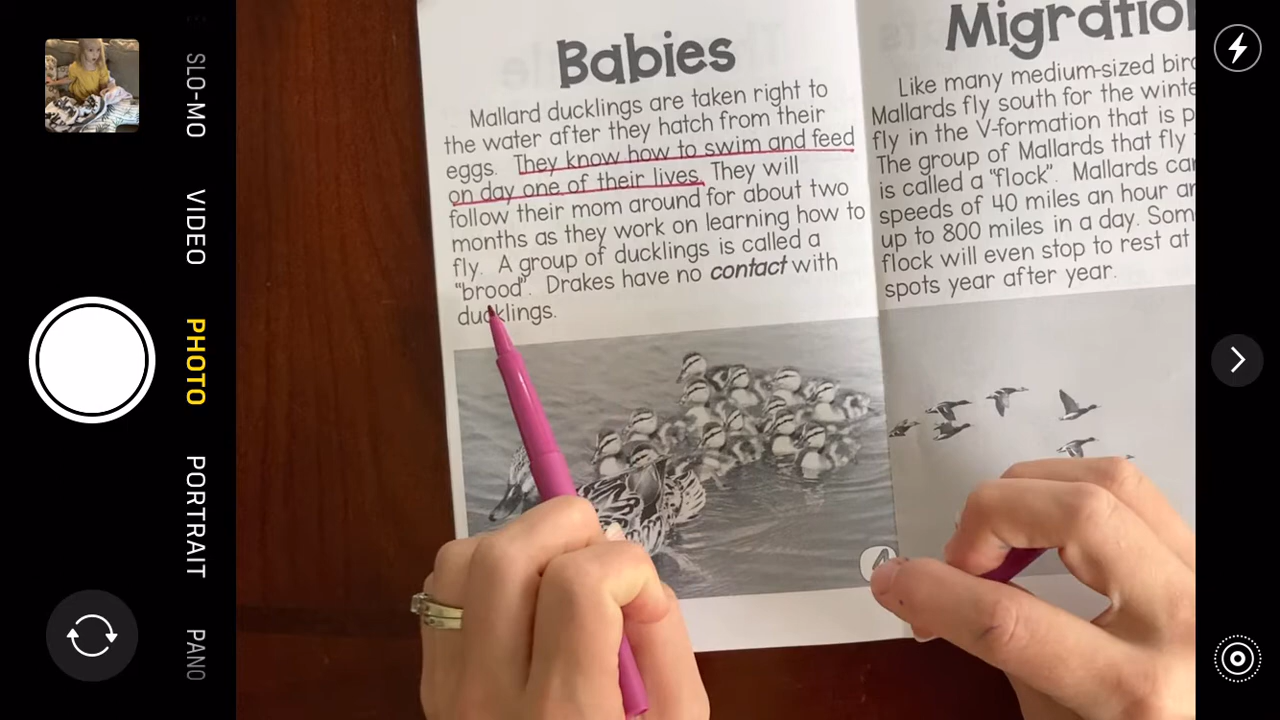 SLO-MO
VIDEO
PHOTO
PORTRAIT
PANO
Babies
Mallard ducklings are taken right to
the water after they hatch from their
eggs. They know how to swim and feed
on day one of their lives. They will
follow their mom around for about two
months as they work on learning how to
fly. A group of ducklings is called a
"brood". Drakes have no contact with
ducklings.
Like many medium-sized
Mallards fly south for the
fly in the V-formation that is
The group of Mallards that fly
is called a "flock". Mallards
speeds of 40 miles an hour
up to 800 miles in a day.
flock will even stop to rest at
spots year after year.